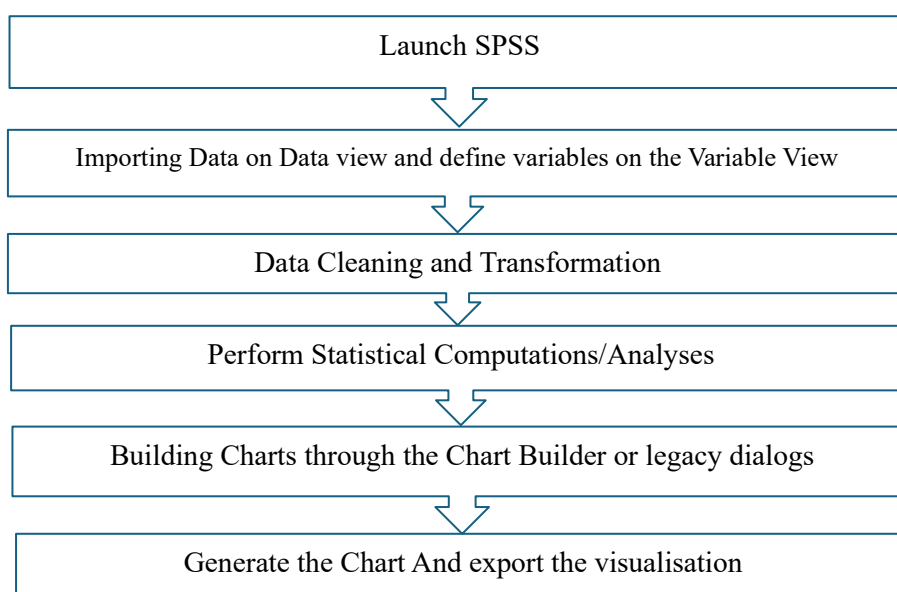 Launch SPSS
Importing Data on Data view and define variables on the Variable View
Data Cleaning and Transformation
Perform Statistical Computations/Analyses
Building Charts through the Chart Builder or legacy dialogs
Generate the Chart And export the visualisation